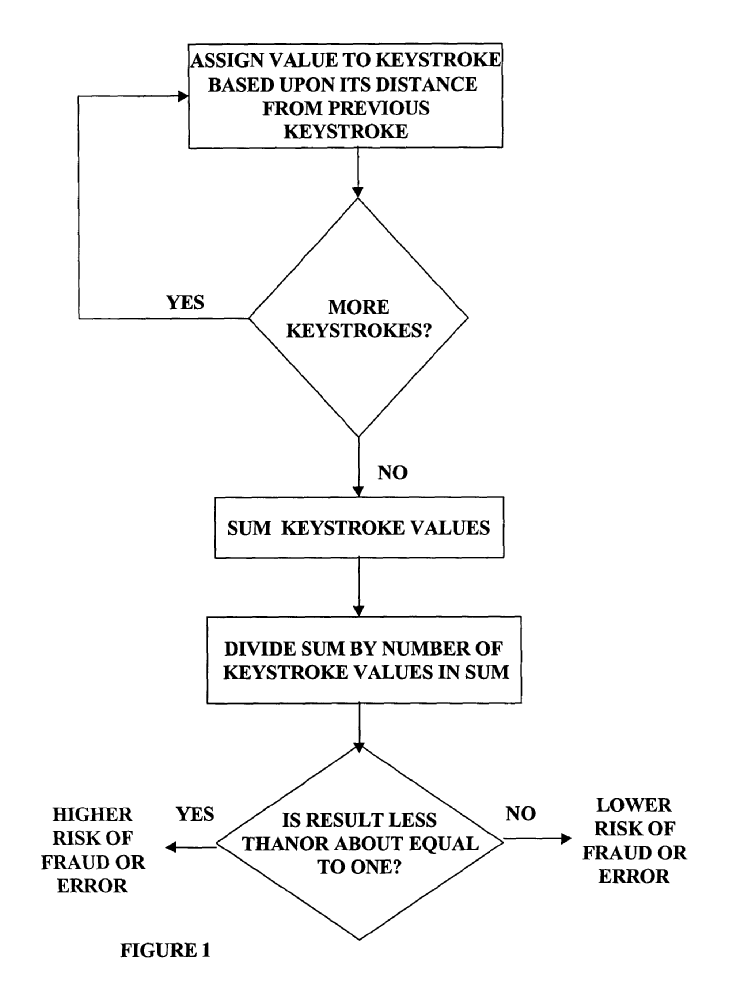 ASSIGN VALUE TO KEYSTROKE
BASED UPON ITS DISTANCE
FROM PREVIOUS
KEYSTROKE
YES
MORE
KEYSTROKES?
NO
SUM KEYSTROKE VALUES
DIVIDE SUM BY NUMBER OF
KEYSTROKE VALUES IN SUM
HIGHER
RISK OF
FRAUD OR
ERROR
YES
IS RESULT LESS
THANOR ABOUT EQUAL
TO ONE?
NO
LOWER
RISK OF
FRAUD OR
ERROR
FIGURE 1